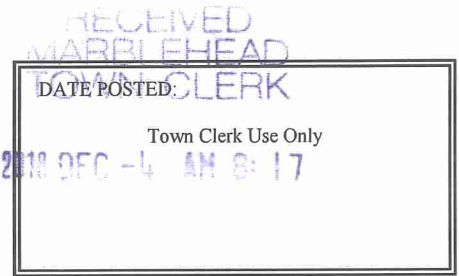 RECEIVED
MARBLEHEAD
TOWN CLERK
DATE POSTED:
Town Clerk Use Only
2018 DEC -4 AM 8:17